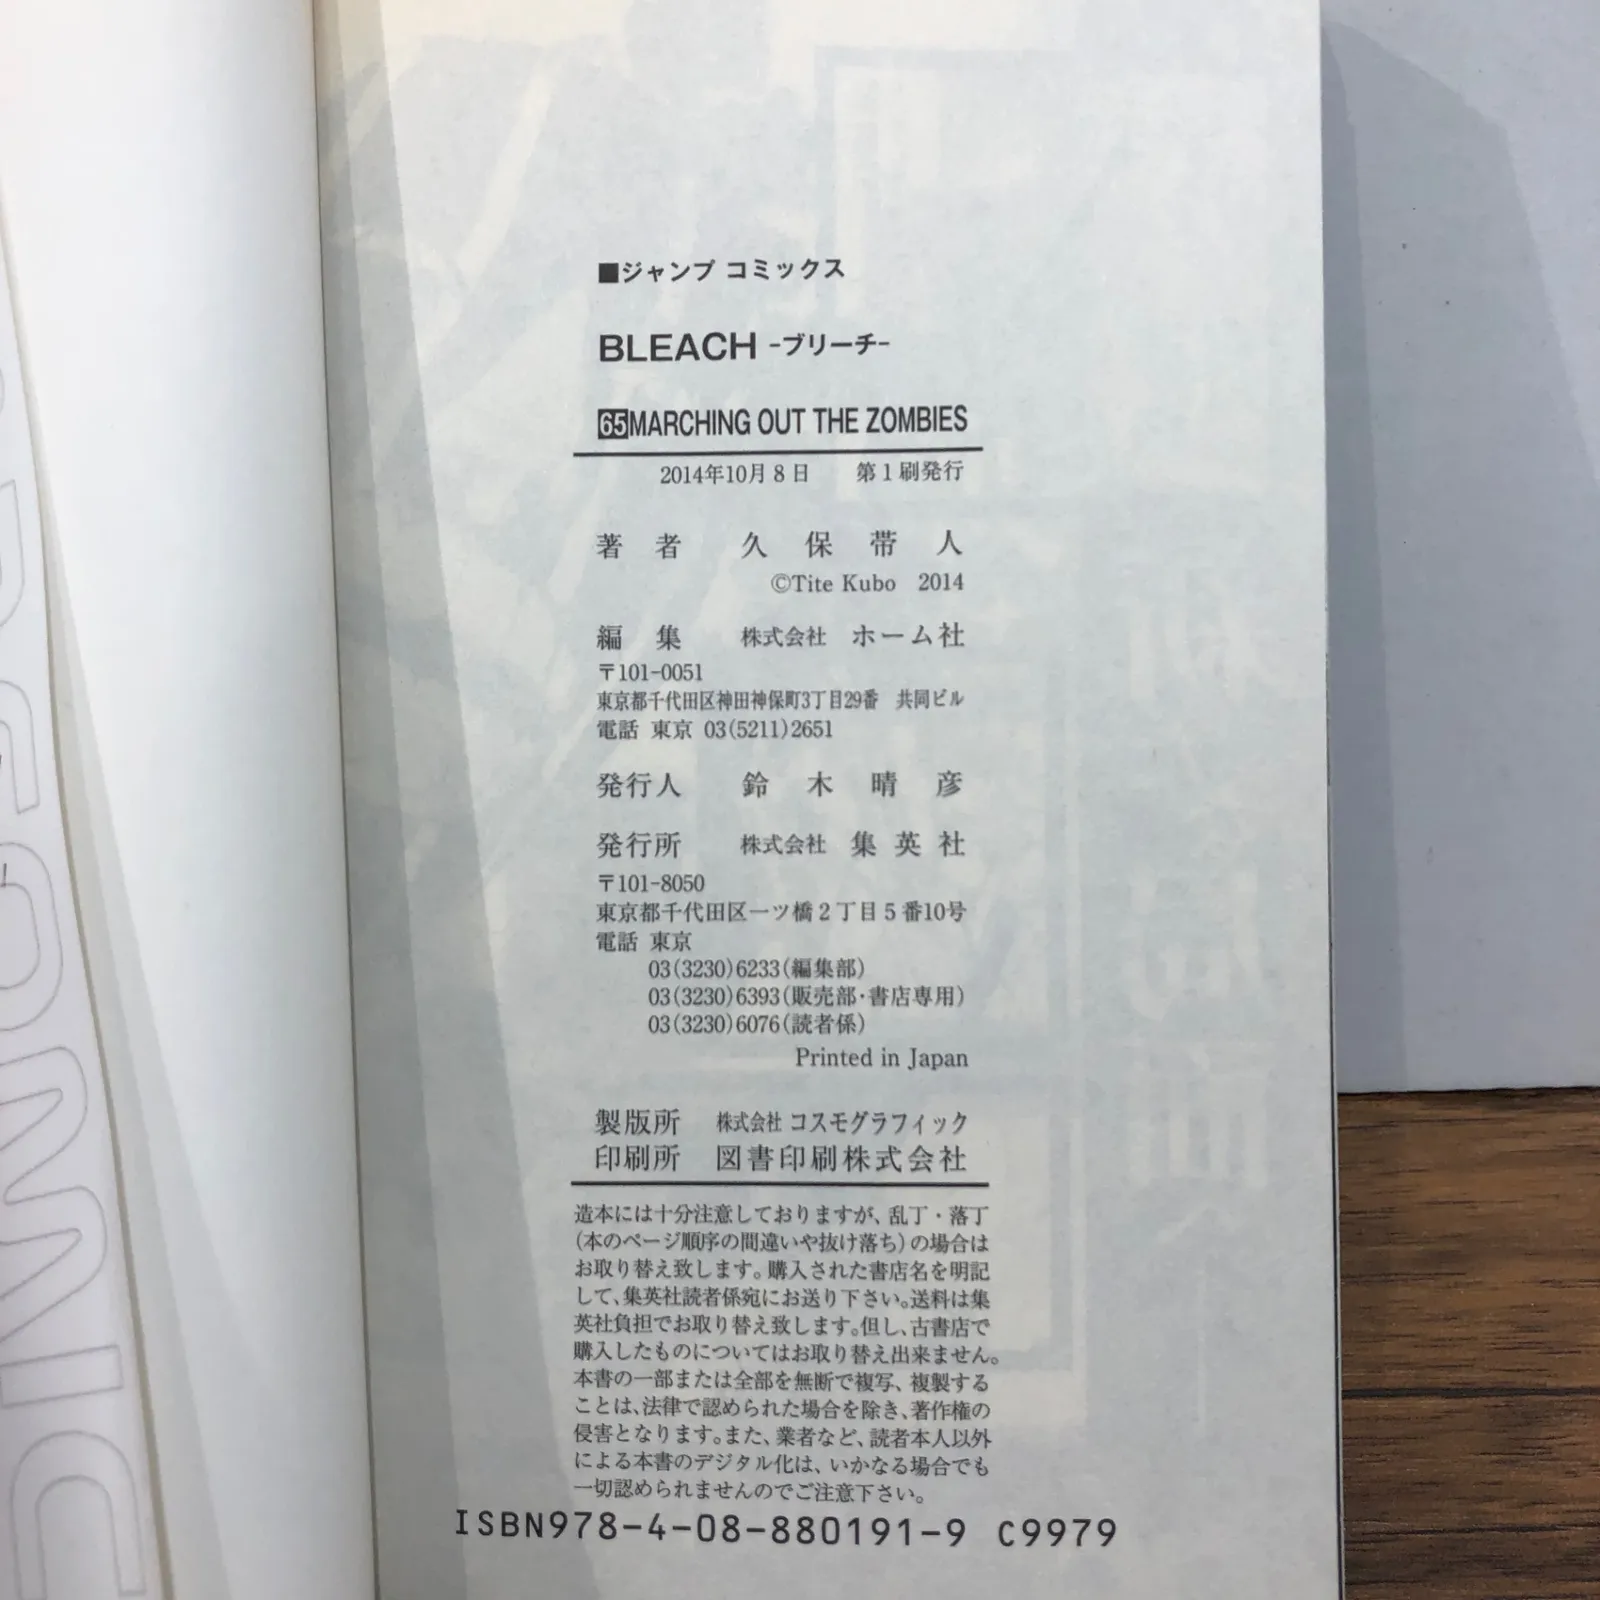 ■ジャンプ コミックス
BLEACH -ブリーチ-
65MARCHING OUT THE ZOMBIES
2014年10月8日　第1刷発行
著者　久保帯人
©Tite Kubo 2014
編集　株式会社 ホーム社
〒101-0051
東京都千代田区神田神保町3丁目29番 共同ビル
電話 東京 03(5211)2651
発行人　鈴木晴彦
発行所　株式会社 集英社
〒101-8050
東京都千代田区一ツ橋2丁目5番10号
電話 東京
03(3230)6233(編集部)
03(3230)6393(販売部・書店専用)
03(3230)6076(読者係)
Printed in Japan
製版所　株式会社 コスモグラフィック
印刷所　図書印刷株式会社
造本には十分注意しておりますが、乱丁・落丁
(本のページ順序の間違いや抜け落ち)の場合は
お取り替え致します。購入された書店名を明記
して、集英社読者係宛にお送り下さい。送料は集
英社負担でお取り替え致します。但し、古書店で
購入したものについてはお取り替え出来ません。
本書の一部または全部を無断で複写、複製する
ことは、法律で認められた場合を除き、著作権の
侵害となります。また、業者など、読者本人以外
による本書のデジタル化は、いかなる場合でも
一切認められませんのでご注意下さい。
ISBN978-4-08-880191-9 C9979